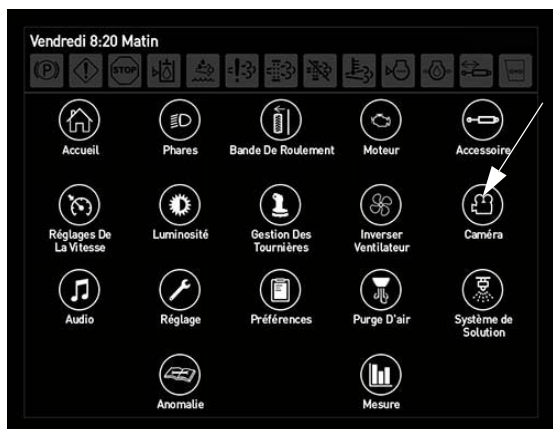 Vendredi 8:20 Matin
(P) STOP
Accueil Phares Bande De Roulement Moteur Accessoire
Réglages De La Vitesse
Luminosité
Gestion Des Tournières
Inverser Ventilateur
Caméra
Audio Réglage Préférences Purge D'air
Système de Solution
Anomalie Mesure